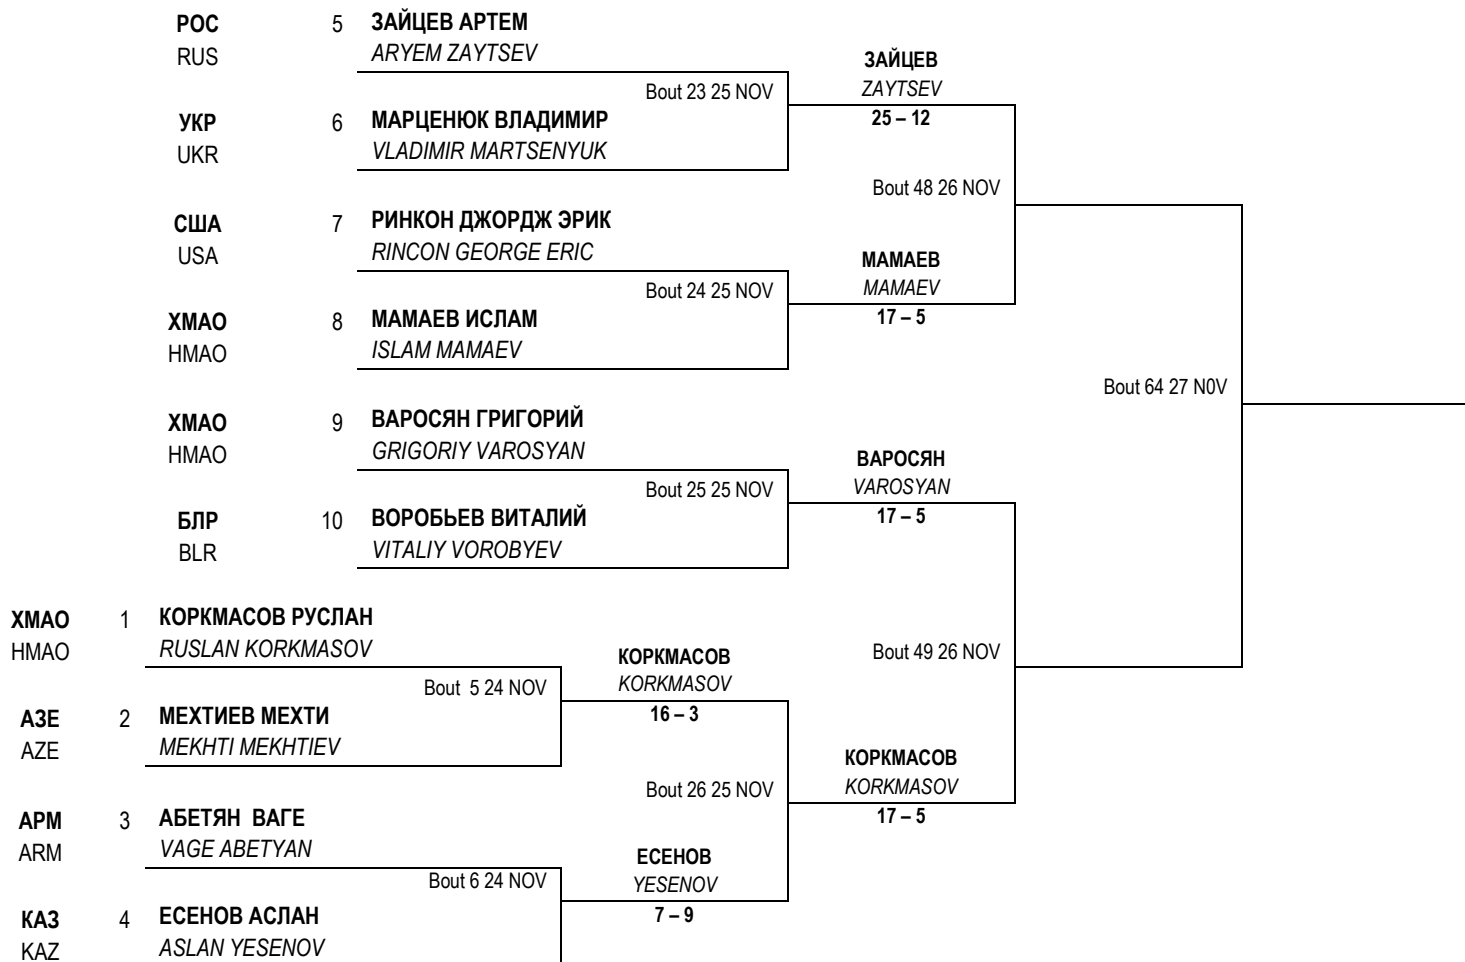 РОС 5 ЗАЙЦЕВ АРТЕМ
RUS ARYEM ZAYTSEV
ЗАЙЦЕВ
ZAYTSEV
Bout 23 25 NOV
25 – 12
УКР 6 МАРЦЕНЮК ВЛАДИМИР
UKR VLADIMIR MARTSENYUK
Bout 48 26 NOV
США 7 РИНКОН ДЖОРДЖ ЭРИК
USA RINCON GEORGE ERIC
МАМАЕВ
MAMAEV
Bout 24 25 NOV
17 – 5
ХМАО 8 МАМАЕВ ИСЛАМ
HMAO ISLAM MAMAEV
Bout 64 27 N0V
ХМАО 9 ВАРОСЯН ГРИГОРИЙ
HMAO GRIGORIY VAROSYAN
ВАРОСЯН
VAROSYAN
Bout 25 25 NOV
17 – 5
БЛР 10 ВОРОБЬЕВ ВИТАЛИЙ
BLR VITALIY VOROBYEV
ХМАО 1 КОРКМАСОВ РУСЛАН
HMAO RUSLAN KORKMASOV
Bout 49 26 NOV
КОРКМАСОВ
KORKMASOV
Bout 5 24 NOV
16 – 3
АЗЕ 2 МЕХТИЕВ МЕХТИ
AZE MEKHTI MEKHTIEV
КОРКМАСОВ
KORKMASOV
Bout 26 25 NOV
17 – 5
АРМ 3 АБЕТЯН ВАГЕ
ARM VAGE ABETYAN
ЕСЕНОВ
YESENOV
Bout 6 24 NOV
7 – 9
КАЗ 4 ЕСЕНОВ АСЛАН
KAZ ASLAN YESENOV